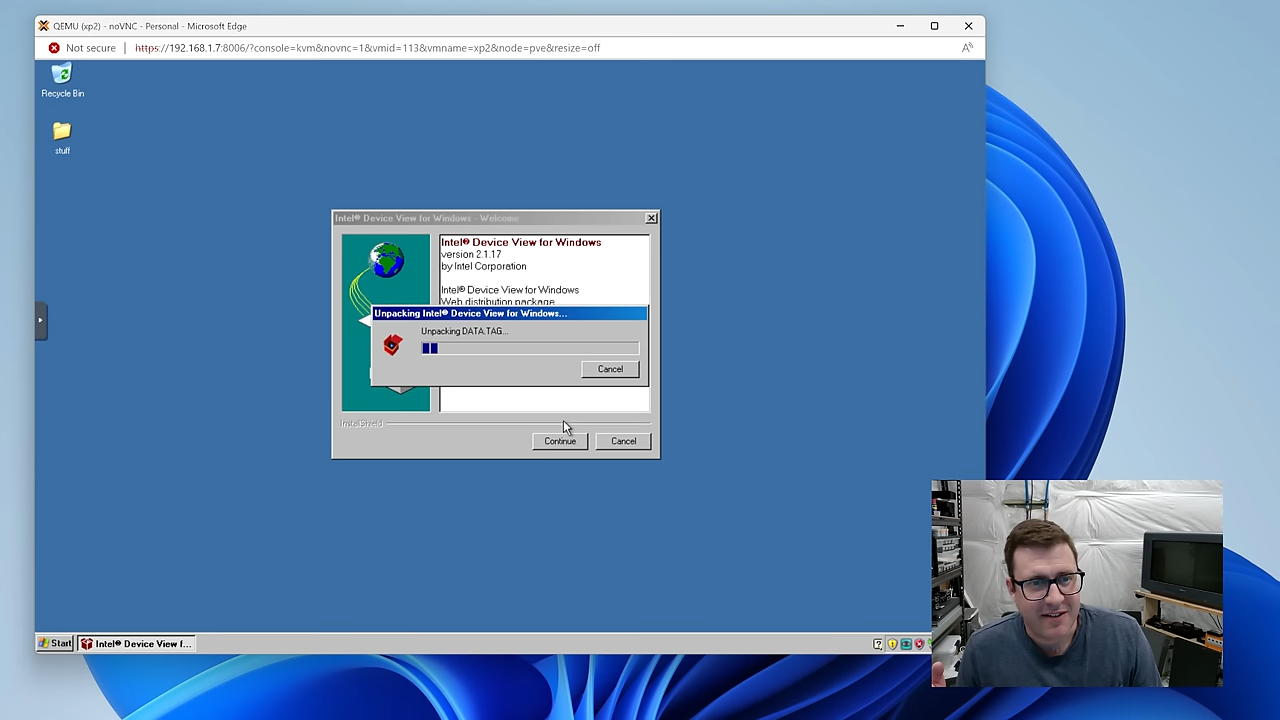 QEMU (xp2) - noVNC - Personal - Microsoft Edge
Not secure
https://192.168.1.7:8006/?console=kvm&novnc=1&vmid=113&vmname=xp2&node=pve&resize=off
Recycle Bin
stuff
Intel® Device View for Windows - Welcome
Intel® Device View for Windows
version 2.1.17
by Intel Corporation
Intel® Device View for Windows
Web distribution package
Unpacking Intel® Device View for Windows...
Unpacking DATA.TAG...
Cancel
InstallShield
Continue
Cancel
Start
Intel® Device View f...